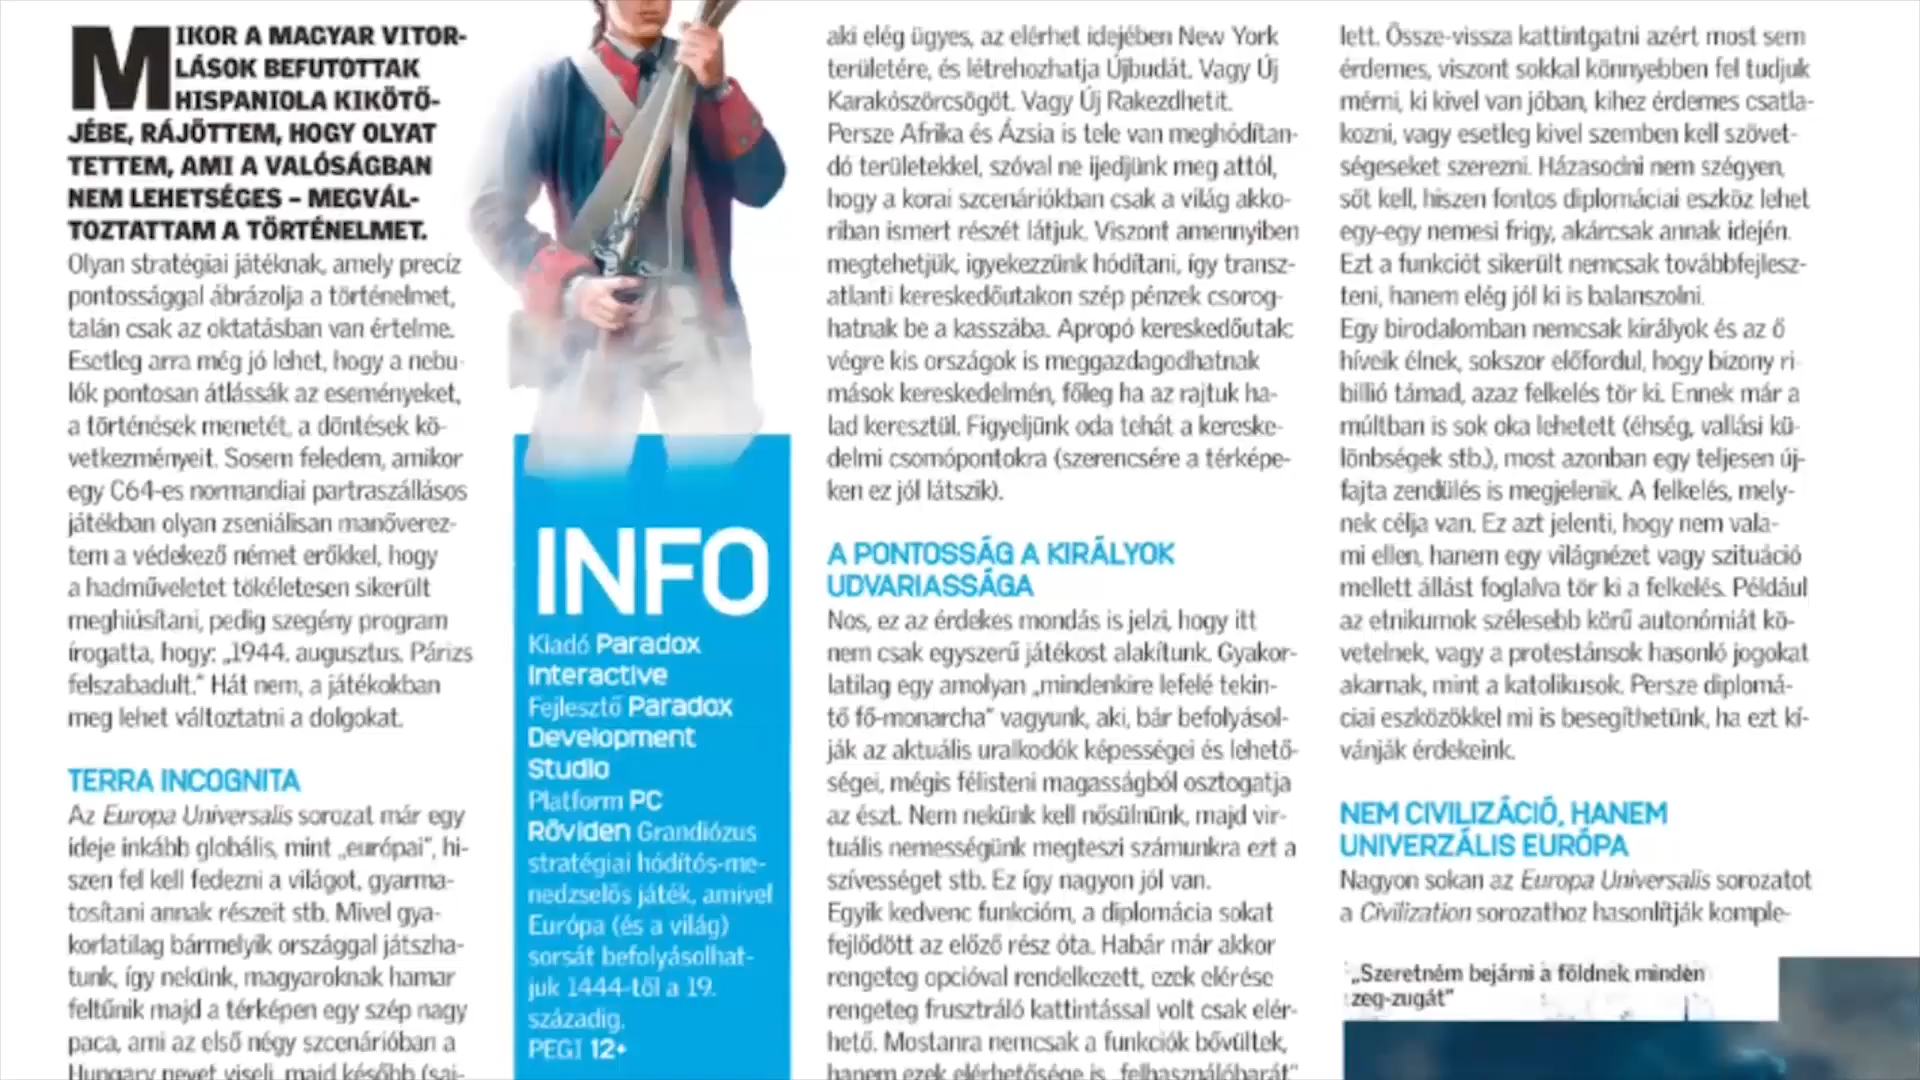 MIKOR A MAGYAR VITOR-
LÁSOK BEFUTOTTAK
HISPANIOLA KIKÖTŐ-
JÉBE, RÁJÖTTEM, HOGY OLYAT
TETTEM, AMI A VALÓSÁGBAN
NEM LEHETSÉGES – MEGVÁL-
TOZTATTAM A TÖRTÉNELMET.
Olyan stratégiai játéknak, amely precíz
pontossággal ábrázolja a történelmet,
talán csak az oktatásban van értelme.
Esetleg arra még jó lehet, hogy a nebu-
lók pontosan átlássák az eseményeket,
a történések menetét, a döntések kö-
vetkezményeit. Sosem feledem, amikor
egy C64-es normandiai partraszállásos
játékban olyan zseniálisan manőverez-
tem a védekező német erőkkel, hogy
a hadműveletet tökéletesen sikerült
meghiúsítani, pedig szegény program
írogatta, hogy: „1944. augusztus. Párizs
felszabadult.” Hát nem, a játékokban
meg lehet változtatni a dolgokat.
TERRA INCOGNITA
Az Europa Universalis sorozat már egy
ideje inkább globális, mint „európai”, hi-
szen fel kell fedezni a világot, gyarma-
tosítani annak részeit stb. Mivel gya-
korlatilag bármelyik országgal játszha-
tunk, így nekünk, magyaroknak hamar
feltűnik majd a térképen egy szép nagy
paca, ami az első négy szcenárióban a
Hungary nevet viseli, majd később (saj-
INFO
Kiadó Paradox
Interactive
Fejlesztő Paradox
Development
Studio
Platform PC
Röviden Grandiózus
stratégiai hódítós-me-
nedzselős játék, amivel
Európa (és a világ)
sorsát befolyásolhat-
juk 1444-től a 19.
századig.
PEGI 12+
aki elég ügyes, az elérhet idejében New York
területére, és létrehozhatja Újbudát. Vagy Új
Karakószörcsögöt. Vagy Új Rakezdhetit.
Persze Afrika és Ázsia is tele van meghódítan-
dó területekkel, szóval ne ijedjünk meg attól,
hogy a korai szcenáriókban csak a világ akko-
riban ismert részét látjuk. Viszont amennyiben
megtehetjük, igyekezzünk hódítani, így transz-
atlanti kereskedőutakon szép pénzek csorog-
hatnak be a kasszába. Apropó kereskedőutak:
végre kis országok is meggazdagodhatnak
mások kereskedelmén, főleg ha az rajtuk ha-
lad keresztül. Figyeljünk oda tehát a kereske-
delmi csomópontokra (szerencsére a térképe-
ken ez jól látszik).
A PONTOSSÁG A KIRÁLYOK
UDVARIASSÁGA
Nos, ez az érdekes mondás is jelzi, hogy itt
nem csak egyszerű játékost alakítunk. Gyakor-
latilag egy amolyan „mindenkire lefelé tekin-
tő fő-monarcha” vagyunk, aki, bár befolyásol-
ják az aktuális uralkodók képességei és lehető-
ségei, mégis félisteni magasságból osztogatja
az észt. Nem nekünk kell nősülnünk, majd vir-
tuális nemességünk megteszi számunkra ezt a
szívességet stb. Ez így nagyon jól van.
Egyik kedvenc funkcióm, a diplomácia sokat
fejlődött az előző rész óta. Habár már akkor
rengeteg opcióval rendelkezett, ezek elérése
rengeteg frusztráló kattintással volt csak elér-
hető. Mostanra nemcsak a funkciók bővültek,
hanem ezek elérhetősége is „felhasználóbarát”
lett. Össze-vissza kattintgatni azért most sem
érdemes, viszont sokkal könnyebben fel tudjuk
mérni, ki kivel van jóban, kihez érdemes csatla-
kozni, vagy esetleg kivel szemben kell szövet-
ségeseket szerezni. Házasodni nem szégyen,
sőt kell, hiszen fontos diplomáciai eszköz lehet
egy-egy nemesi frigy, akárcsak annak idején.
Ezt a funkciót sikerült nemcsak továbbfejlesz-
teni, hanem elég jól ki is balanszolni.
Egy birodalomban nemcsak királyok és az ő
híveik élnek, sokszor előfordul, hogy bizony ri-
billió támad, azaz felkelés tör ki. Ennek már a
múltban is sok oka lehetett (éhség, vallási kü-
lönbségek stb.), most azonban egy teljesen új-
fajta zendülés is megjelenik. A felkelés, mely-
nek célja van. Ez azt jelenti, hogy nem vala-
mi ellen, hanem egy világnézet vagy szituáció
mellett állást foglalva tör ki a felkelés. Például
az etnikumok szélesebb körű autonómiát kö-
vetelnek, vagy a protestánsok hasonló jogokat
akarnak, mint a katolikusok. Persze diplomá-
ciai eszközökkel mi is besegíthetünk, ha ezt kí-
vánják érdekeink.
NEM CIVILIZÁCIÓ, HANEM
UNIVERZÁLIS EURÓPA
Nagyon sokan az Europa Universalis sorozatot
a Civilization sorozathoz hasonlítják komple-
„Szeretném bejárni a földnek minden
zeg-zugát”